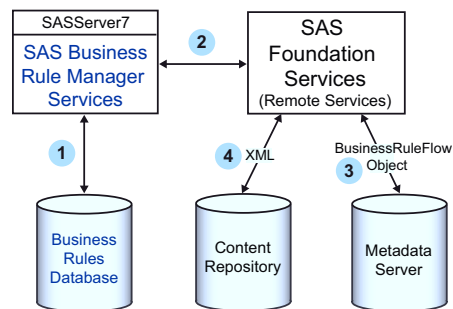 SASServer7
SAS Business
Rule Manager
Services
2
SAS
Foundation
Services
(Remote Services)
1
4
XML
BusinessRuleFlow
Object
3
Business
Rules
Database
Content
Repository
Metadata
Server